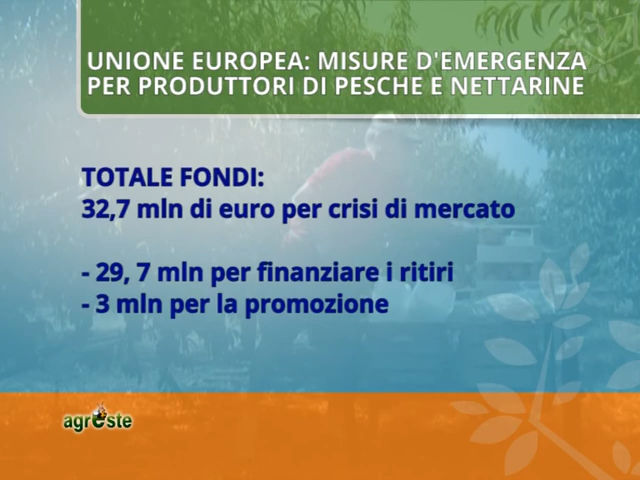 UNIONE EUROPEA: MISURE D'EMERGENZA
PER PRODUTTORI DI PESCHE E NETTARINE
TOTALE FONDI:
32,7 mln di euro per crisi di mercato
- 29, 7 mln per finanziare i ritiri
- 3 mln per la promozione
agreste